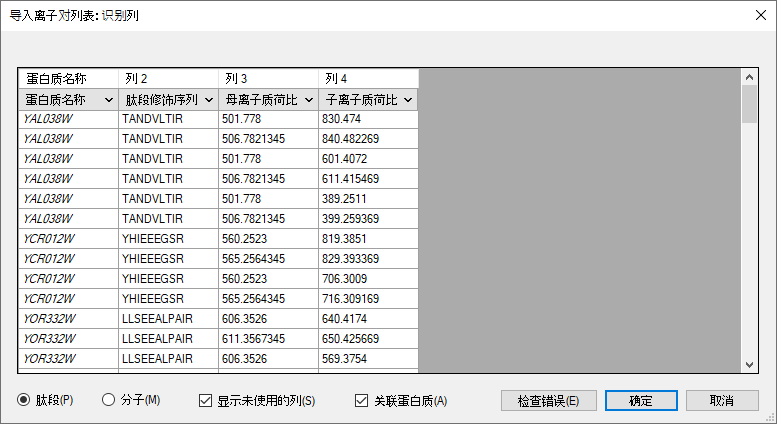 导入离子对列表: 识别列
蛋白质名称 列 2 列 3 列 4
蛋白质名称 肽段修饰序列 母离子质荷比 子离子质荷比
YAL038W TANDVLTIR 501.778 830.474
YAL038W TANDVLTIR 506.7821345 840.482269
YAL038W TANDVLTIR 501.778 601.4072
YAL038W TANDVLTIR 506.7821345 611.415469
YAL038W TANDVLTIR 501.778 389.2511
YAL038W TANDVLTIR 506.7821345 399.259369
YCR012W YHIEEEGSR 560.2523 819.3851
YCR012W YHIEEEGSR 565.2564345 829.393369
YCR012W YHIEEEGSR 560.2523 706.3009
YCR012W YHIEEEGSR 565.2564345 716.309169
YOR332W LLSEEALPAIR 606.3526 640.4174
YOR332W LLSEEALPAIR 611.3567345 650.425669
YOR332W LLSEEALPAIR 606.3526 569.3754
肽段(P) 分子(M) 显示未使用的列(S) 关联蛋白质(A) 检查错误(E) 确定 取消